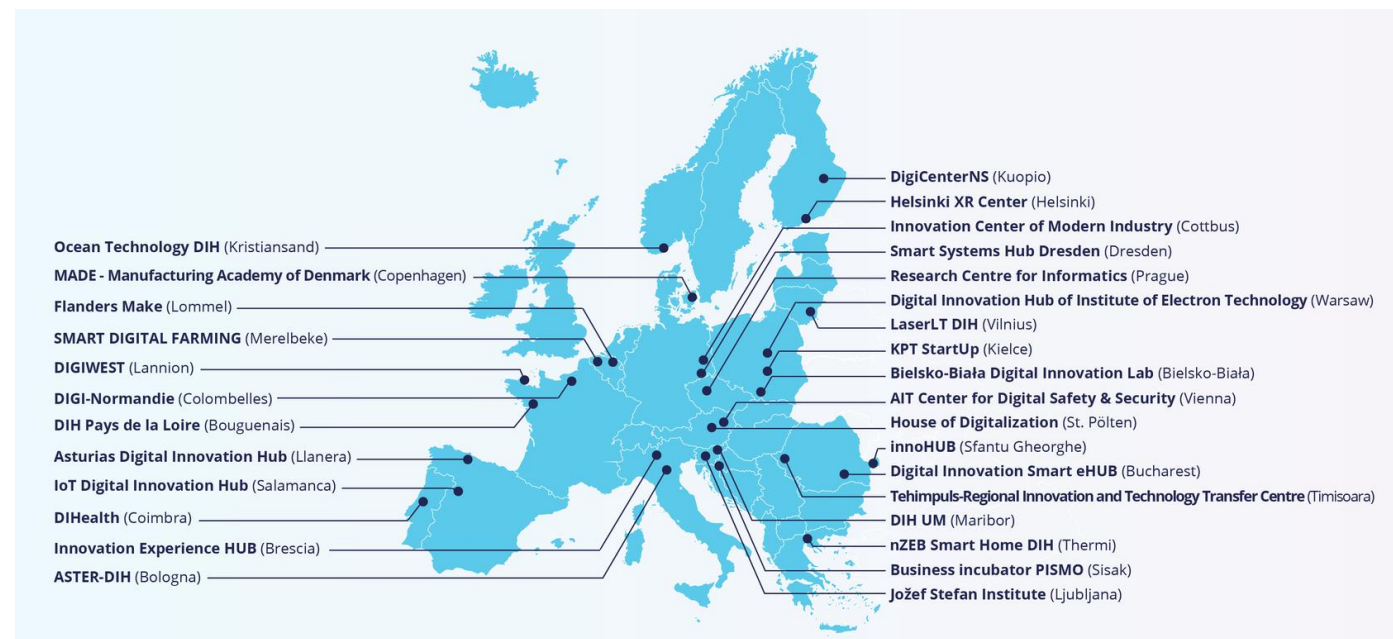 Ocean Technology DIH (Kristiansand)
MADE - Manufacturing Academy of Denmark (Copenhagen)
Flanders Make (Lommel)
SMART DIGITAL FARMING (Merelbeke)
DIGIWEST (Lannion)
DIGI-Normandie (Colombelles)
DIH Pays de la Loire (Bouguenais)
Asturias Digital Innovation Hub (Llanera)
IoT Digital Innovation Hub (Salamanca)
DIHealth (Coimbra)
Innovation Experience HUB (Brescia)
ASTER-DIH (Bologna)
DigiCenterNS (Kuopio)
Helsinki XR Center (Helsinki)
Innovation Center of Modern Industry (Cottbus)
Smart Systems Hub Dresden (Dresden)
Research Centre for Informatics (Prague)
Digital Innovation Hub of Institute of Electron Technology (Warsaw)
LaserLT DIH (Vilnius)
KPT StartUp (Kielce)
Bielsko-Biała Digital Innovation Lab (Bielsko-Biała)
AIT Center for Digital Safety & Security (Vienna)
House of Digitalization (St. Pölten)
innoHUB (Sfantu Gheorghe)
Digital Innovation Smart eHUB (Bucharest)
Tehimpuls-Regional Innovation and Technology Transfer Centre (Timisoara)
DIH UM (Maribor)
nZEB Smart Home DIH (Thermi)
Business incubator PISMO (Sisak)
Jožef Stefan Institute (Ljubljana)